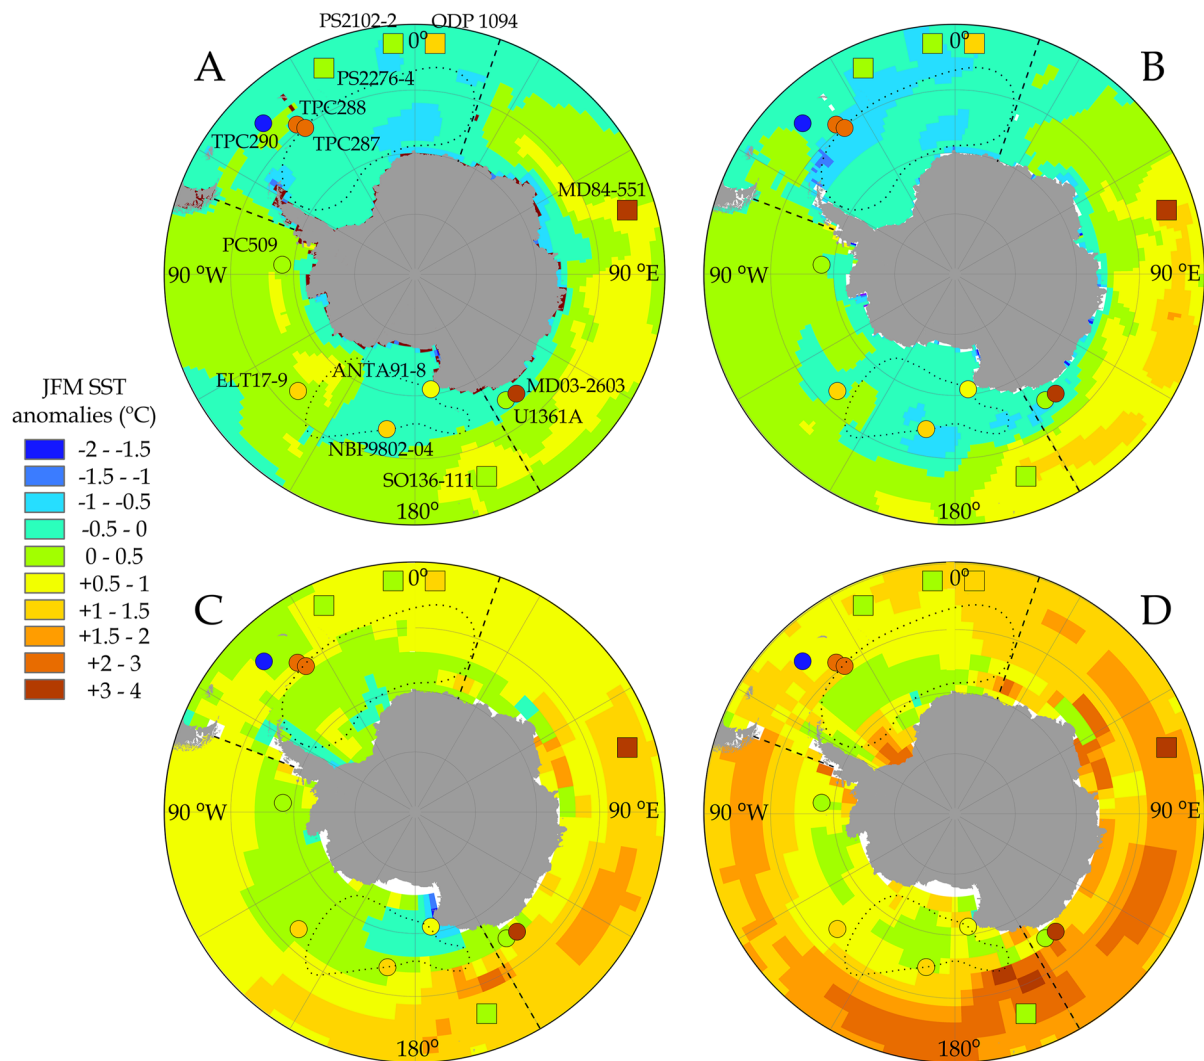 PS2102-2 ODP 1094
0°
A
PS2276-4
TPC288
TPC290
TPC287
MD84-551
PC509
90 °W
90 °E
ELT17-9
ANTA91-8
MD03-2603
U1361A
NBP9802-04
SO136-111
180°
0°
B
90 °W
90 °E
180°
JFM SST
anomalies (°C)
-2 - -1.5
-1.5 - -1
-1 - -0.5
-0.5 - 0
0 - 0.5
+0.5 - 1
+1 - 1.5
+1.5 - 2
+2 - 3
+3 - 4
0°
C
90 °W
90 °E
180°
0°
D
90 °W
90 °E
180°